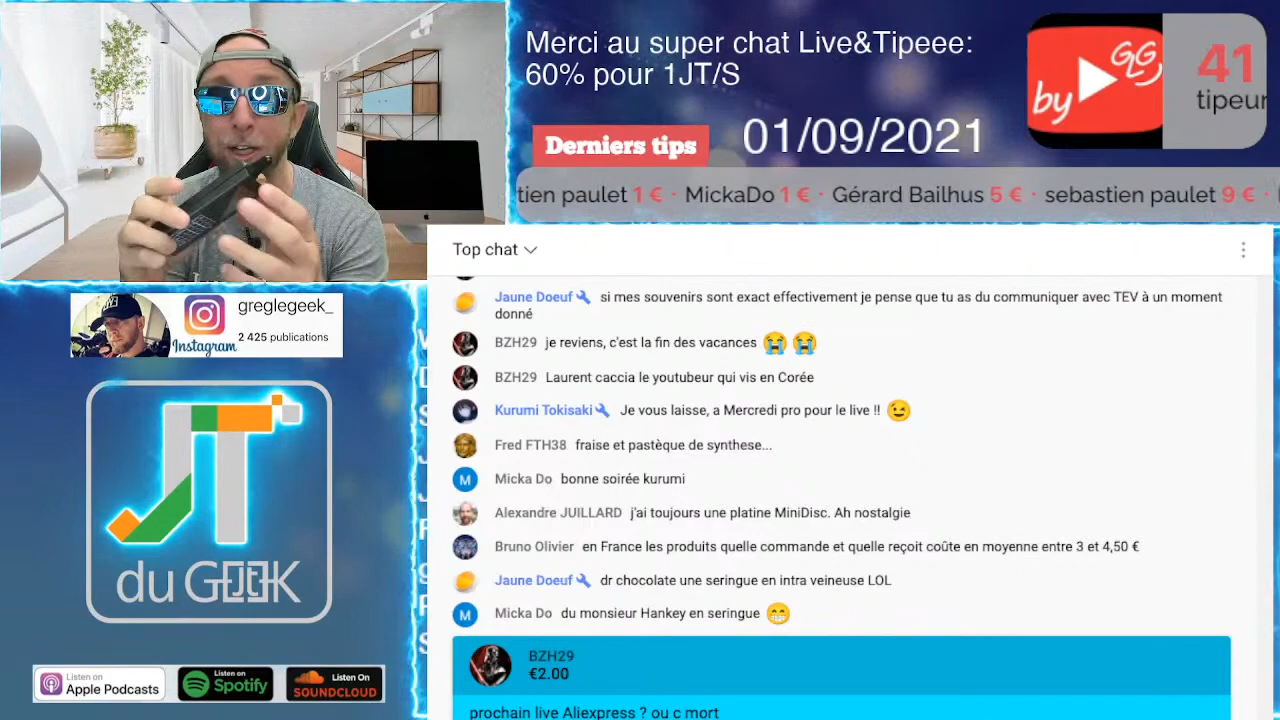 Merci au super chat Live&Tipeee:
60% pour 1JT/S
Derniers tips
01/09/2021
by GLG
41
tipeur
tien paulet 1 € · MickaDo 1 € · Gérard Bailhus 5 € · sebastien paulet 9 € ·
Top chat
Jaune Doeuf si mes souvenirs sont exact effectivement je pense que tu as du communiquer avec TEV à un moment
donné
BZH29 je reviens, c'est la fin des vacances 😭 😭
BZH29 Laurent caccia le youtubeur qui vis en Corée
Kurumi Tokisaki Je vous laisse, a Mercredi pro pour le live !! 😉
Fred FTH38 fraise et pastèque de synthese...
M Micka Do bonne soirée kurumi
Alexandre JUILLARD j'ai toujours une platine MiniDisc. Ah nostalgie
Bruno Olivier en France les produits quelle commande et quelle reçoit coûte en moyenne entre 3 et 4,50 €
Jaune Doeuf dr chocolate une seringue en intra veineuse LOL
M Micka Do du monsieur Hankey en seringue 😁
BZH29
€2.00
prochain live Aliexpress ? ou c mort
greglegeek_
2 425 publications
Instagram
JT
du GEEK
Listen on
Apple Podcasts
Listen on
Spotify
Listen On
SOUNDCLOUD